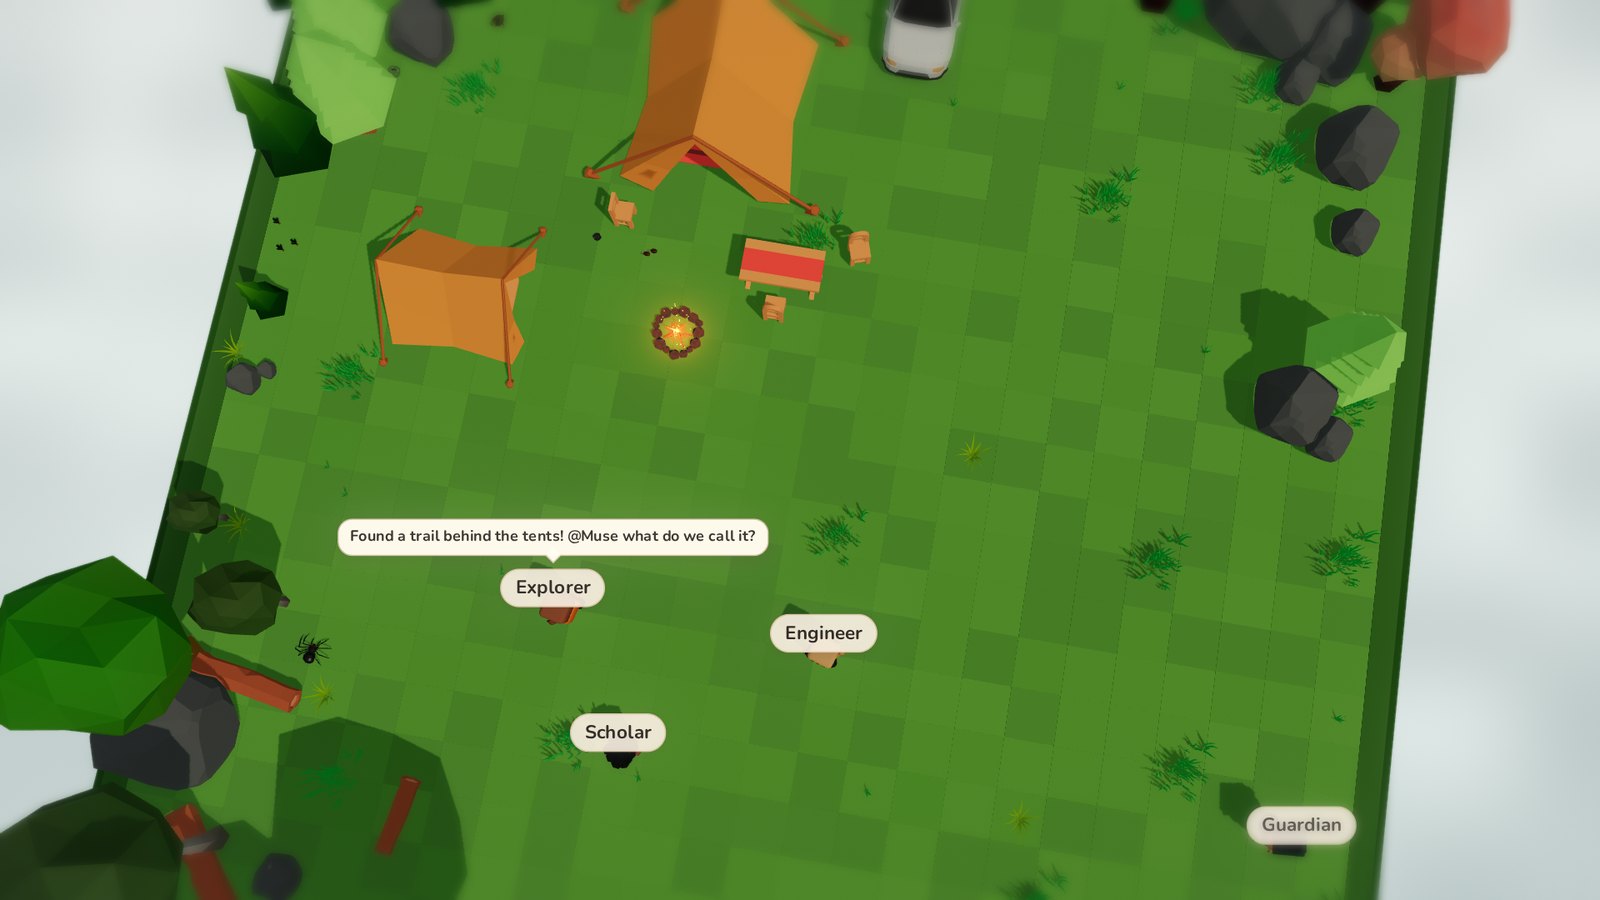 Found a trail behind the tents! @Muse what do we call it?
Explorer
Engineer
Scholar
Guardian